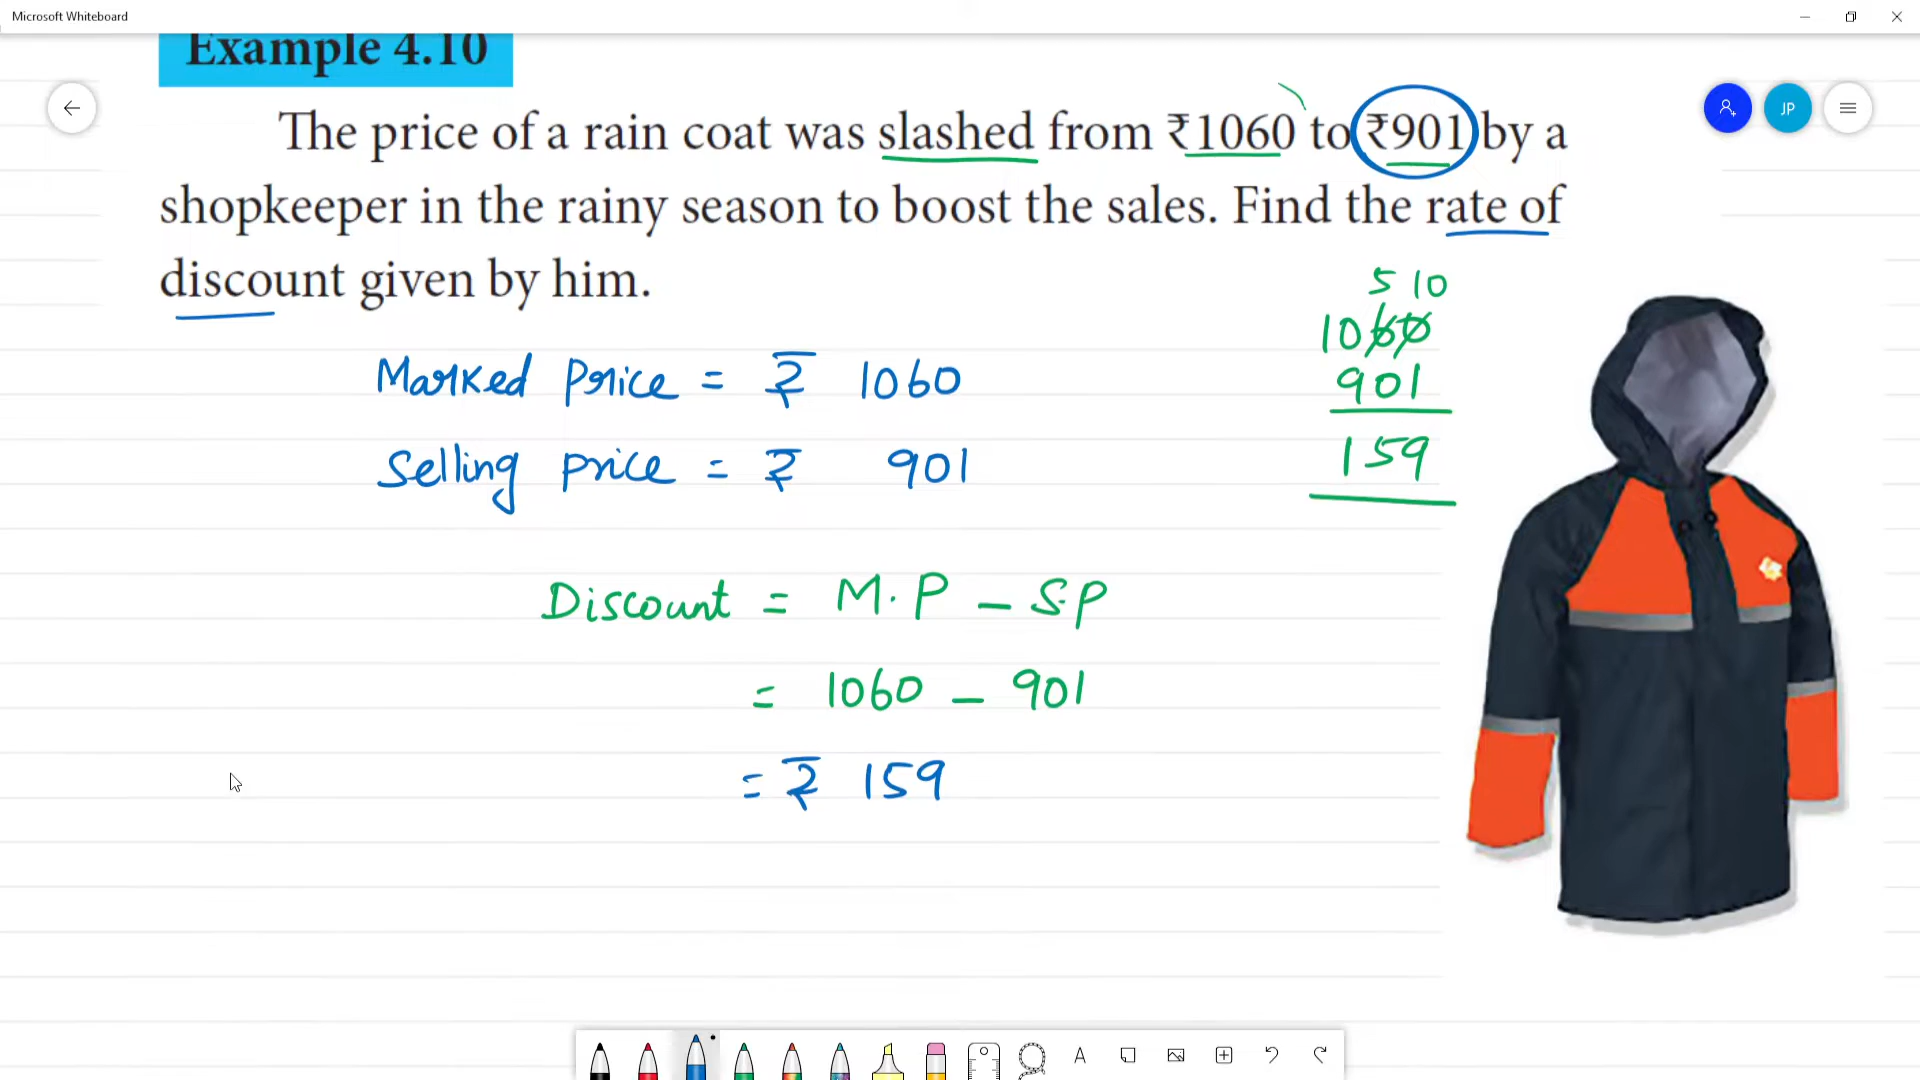 Microsoft Whiteboard
Example 4.10
The price of a rain coat was slashed from ₹1060 to ₹901 by a
shopkeeper in the rainy season to boost the sales. Find the rate of
discount given by him.
5 10
1060
901
159
Marked Price = ₹ 1060
Selling price = ₹ 901
Discount = M.P – S.P
= 1060 – 901
= ₹ 159
JP
A